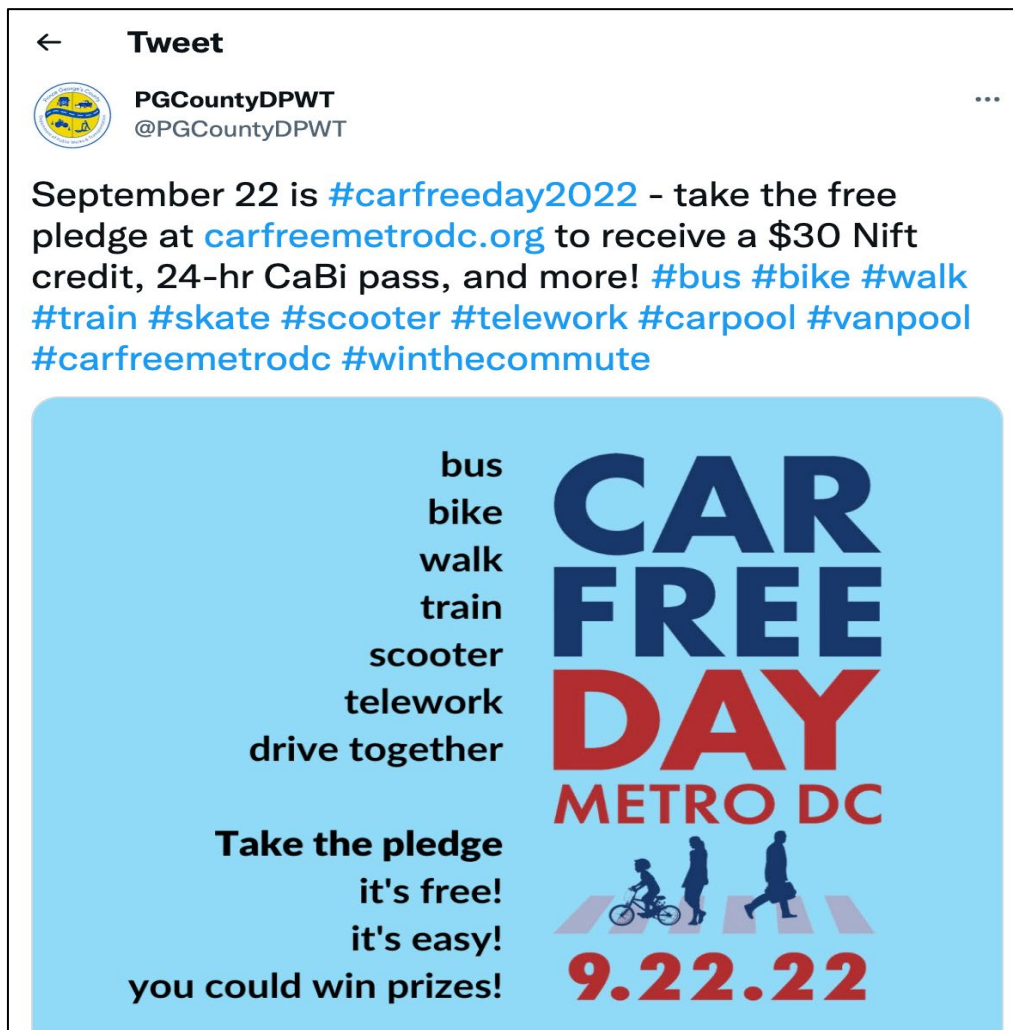 ← Tweet
PGCountyDPWT
@PGCountyDPWT
September 22 is #carfreeday2022 - take the free
pledge at carfreemetrodc.org to receive a $30 Nift
credit, 24-hr CaBi pass, and more! #bus #bike #walk
#train #skate #scooter #telework #carpool #vanpool
#carfreemetrodc #winthecommute
bus
bike
walk
train
scooter
telework
drive together
Take the pledge
it's free!
it's easy!
you could win prizes!
CAR
FREE
DAY
METRO DC
9.22.22